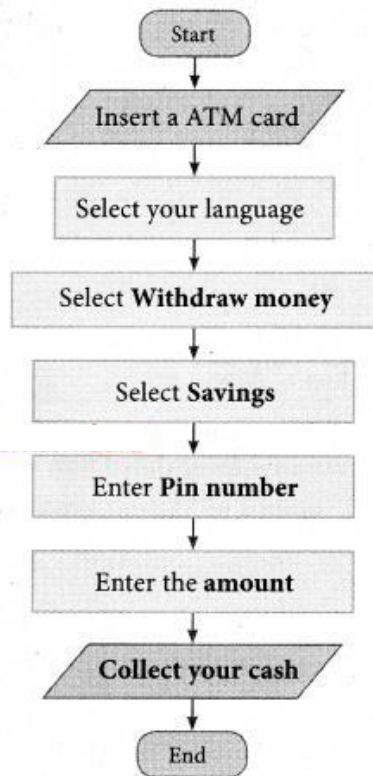 Start
Insert a ATM card
Select your language
Select Withdraw money
Select Savings
Enter Pin number
Enter the amount
Collect your cash
End